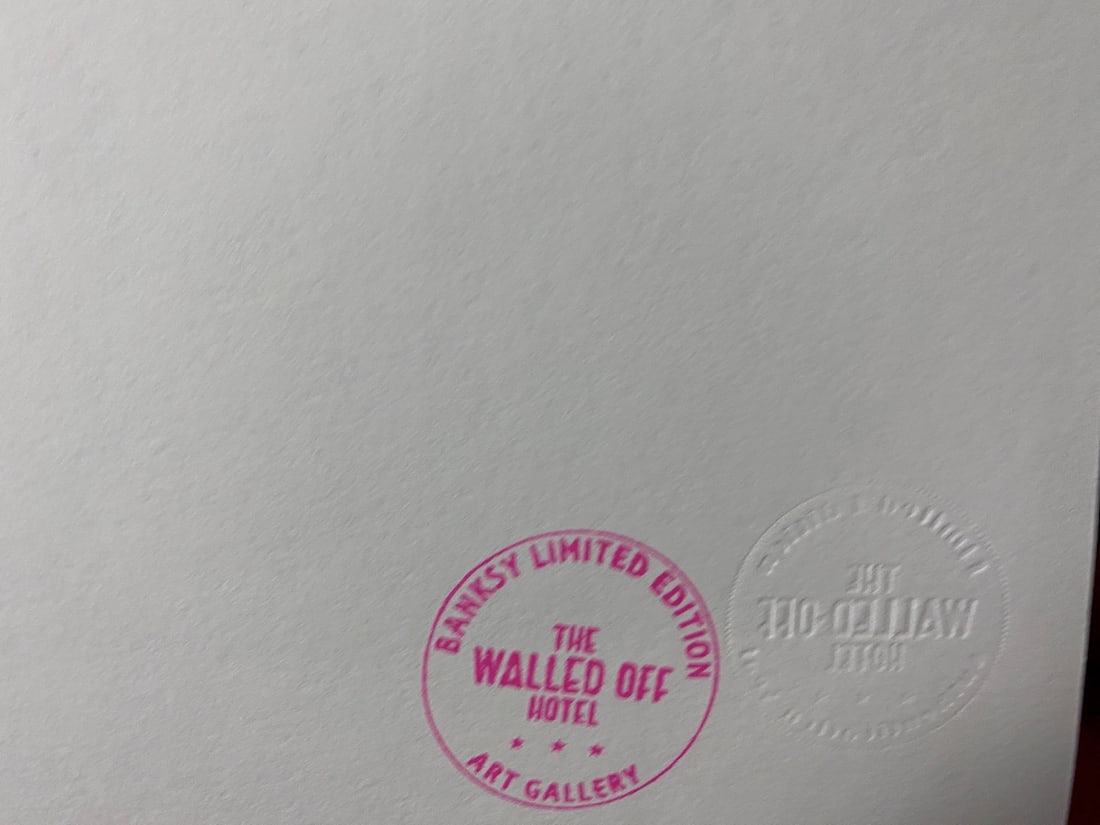 BANKSY LIMITED EDITION
THE
WALLED OFF
HOTEL
ART GALLERY
THE
WALLED OFF
HOTEL